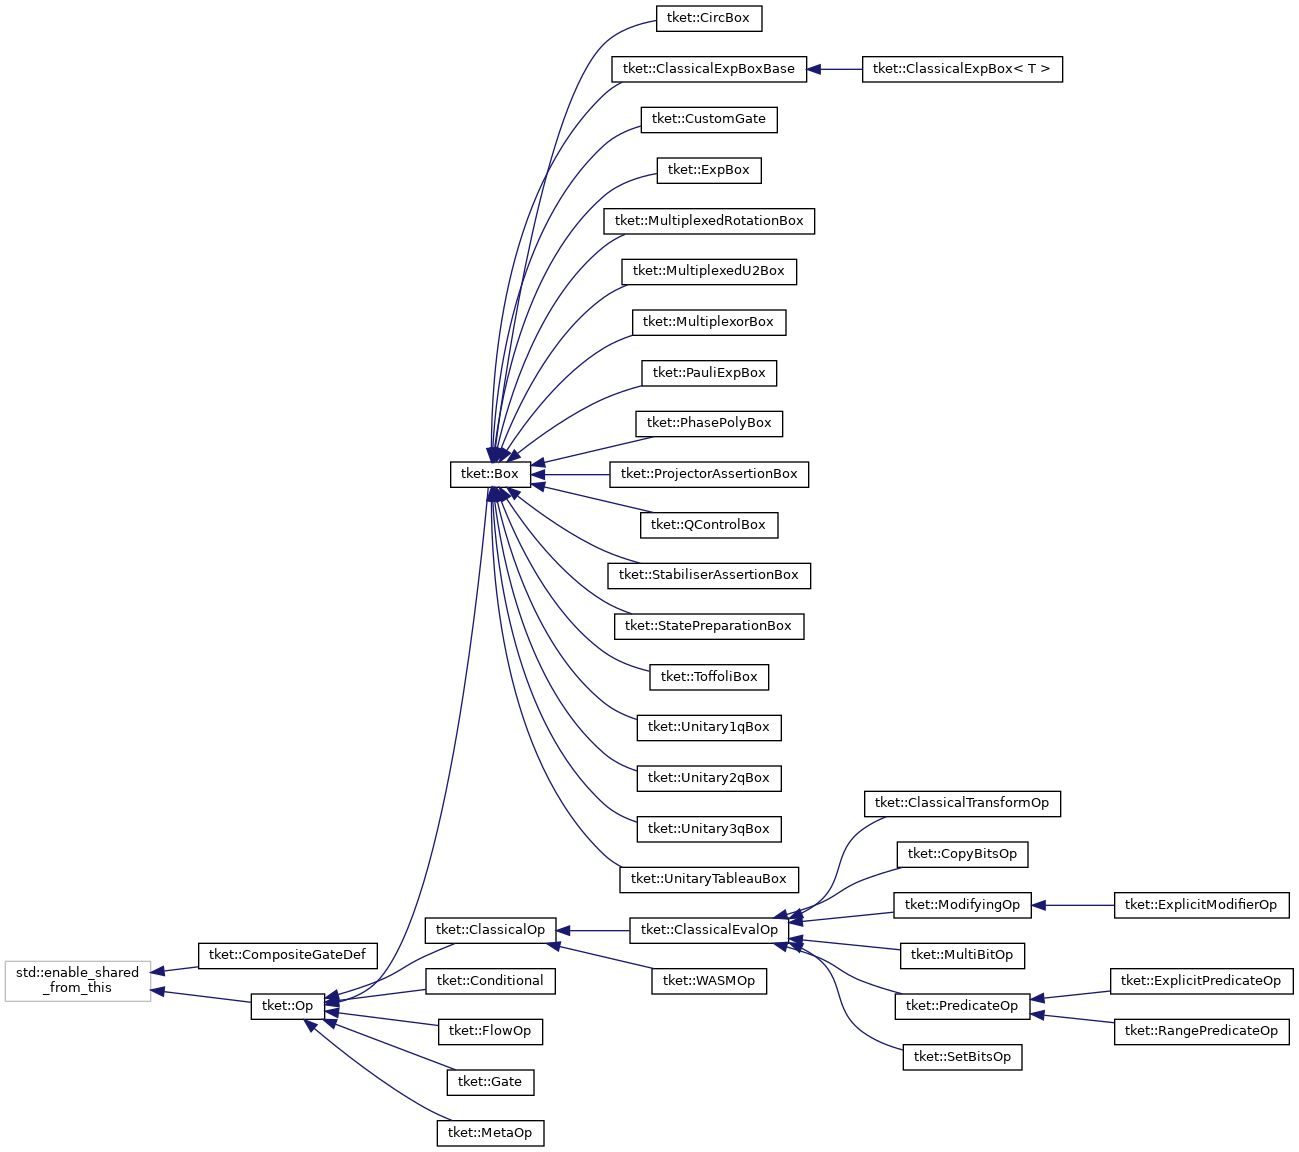 tket::CircBox
tket::ClassicalExpBoxBase
tket::ClassicalExpBox< T >
tket::CustomGate
tket::ExpBox
tket::MultiplexedRotationBox
tket::MultiplexedU2Box
tket::MultiplexorBox
tket::PauliExpBox
tket::PhasePolyBox
tket::Box
tket::ProjectorAssertionBox
tket::QControlBox
tket::StabiliserAssertionBox
tket::StatePreparationBox
tket::ToffoliBox
tket::Unitary1qBox
tket::Unitary2qBox
tket::Unitary3qBox
tket::UnitaryTableauBox
tket::ClassicalTransformOp
tket::CopyBitsOp
tket::ModifyingOp
tket::ExplicitModifierOp
tket::ClassicalOp
tket::ClassicalEvalOp
tket::MultiBitOp
tket::CompositeGateDef
std::enable_shared
_from_this
tket::Conditional
tket::WASMOp
tket::ExplicitPredicateOp
tket::Op
tket::PredicateOp
tket::FlowOp
tket::RangePredicateOp
tket::SetBitsOp
tket::Gate
tket::MetaOp